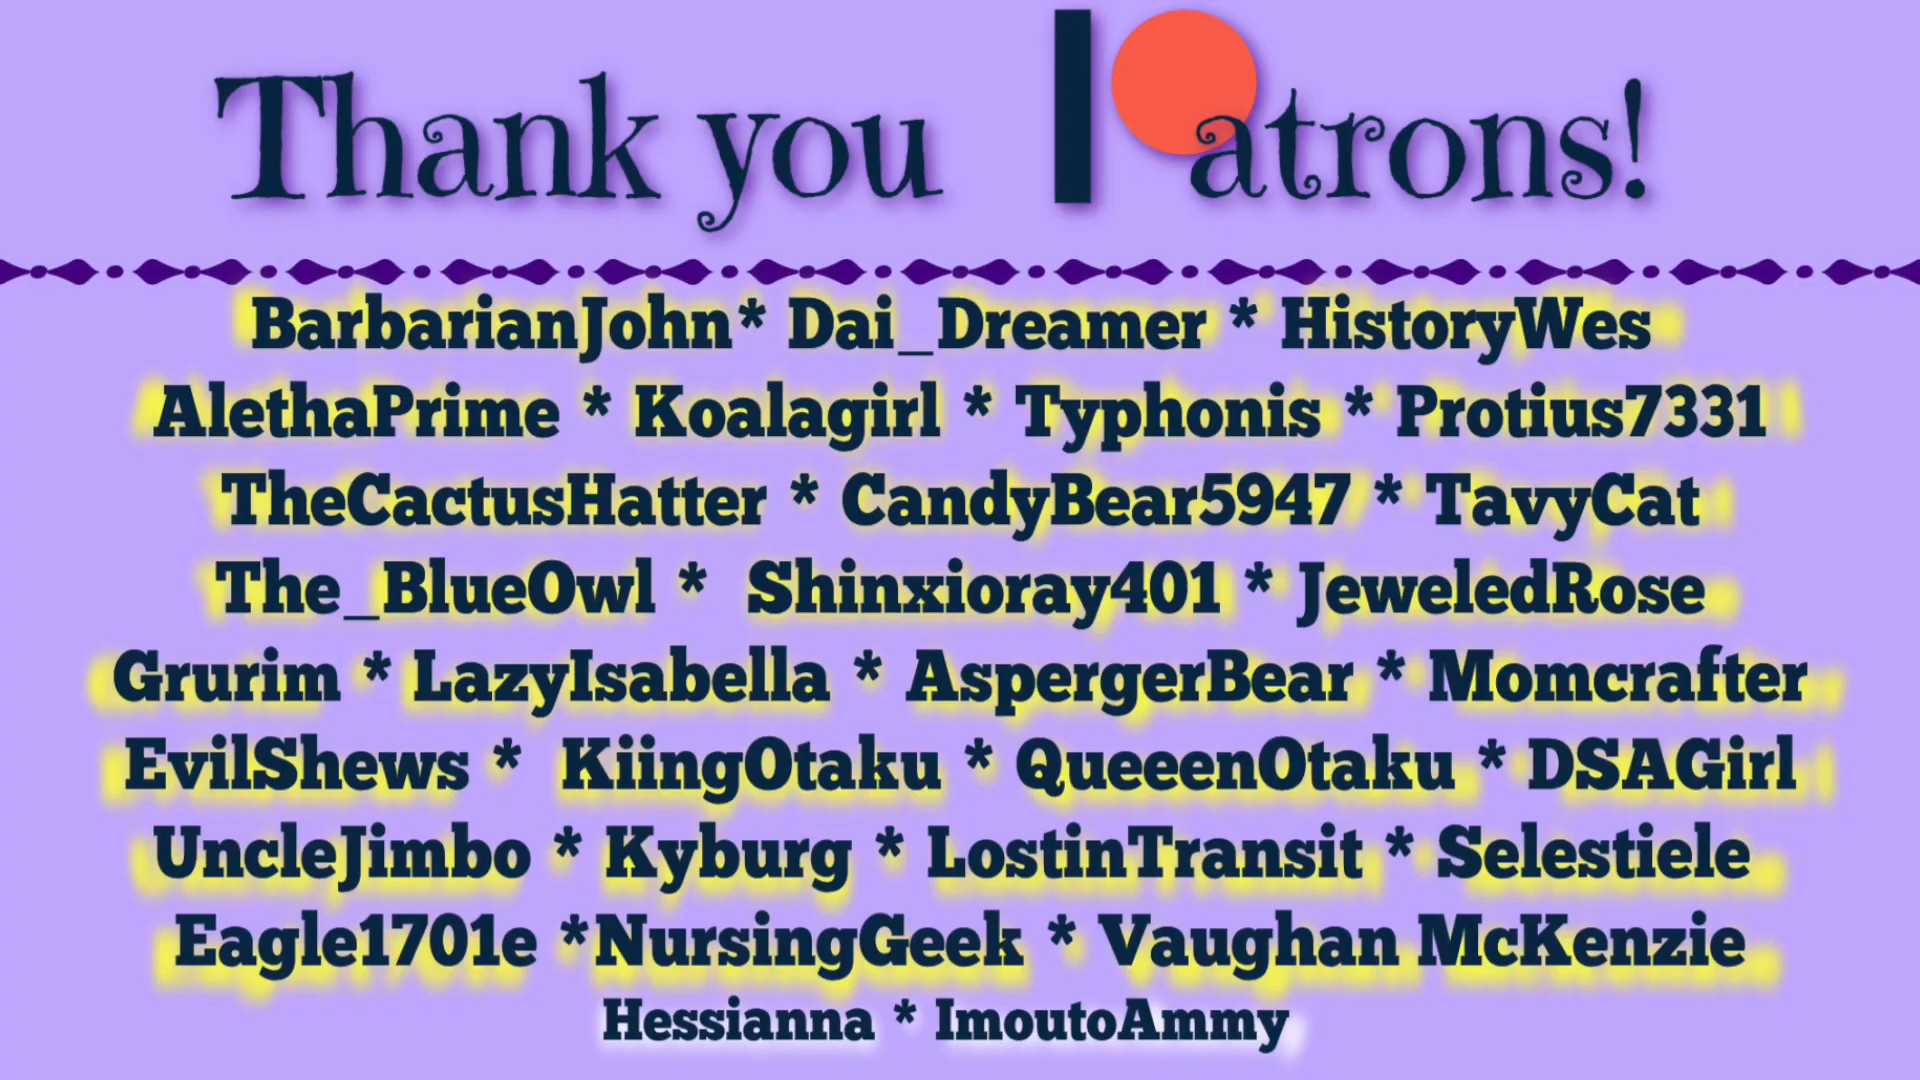 Thank you Patrons!
BarbarianJohn* Dai_Dreamer * HistoryWes
AlethaPrime * Koalagirl * Typhonis * Protius7331
TheCactusHatter * CandyBear5947 * TavyCat
The_BlueOwl * Shinxioray401 * JeweledRose
Grurim * LazyIsabella * AspergerBear * Momcrafter
EvilShews * KiingOtaku * QueeenOtaku * DSAGirl
UncleJimbo * Kyburg * LostinTransit * Selestiele
Eagle1701e *NursingGeek * Vaughan McKenzie
Hessianna * ImoutoAmmy